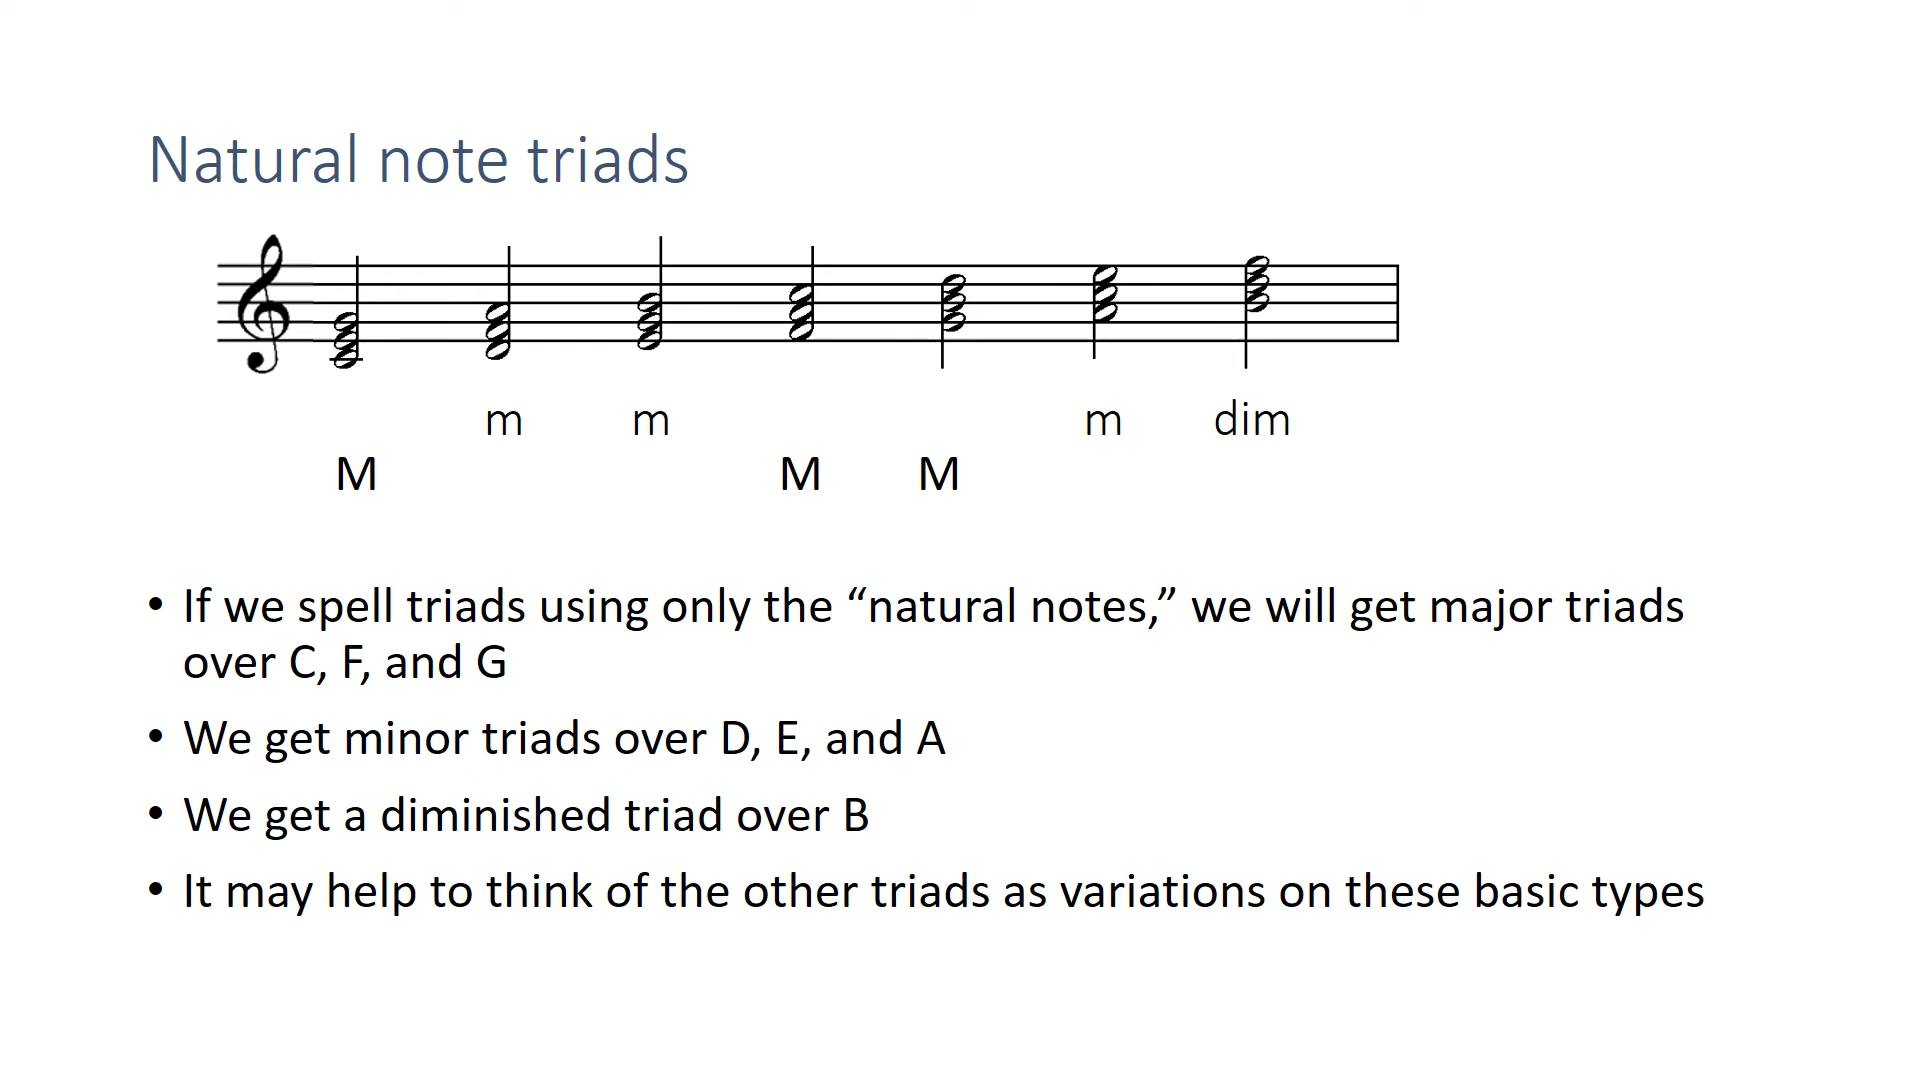 Natural note triads
m m m dim
M M M
• If we spell triads using only the “natural notes,” we will get major triads
over C, F, and G
• We get minor triads over D, E, and A
• We get a diminished triad over B
• It may help to think of the other triads as variations on these basic types